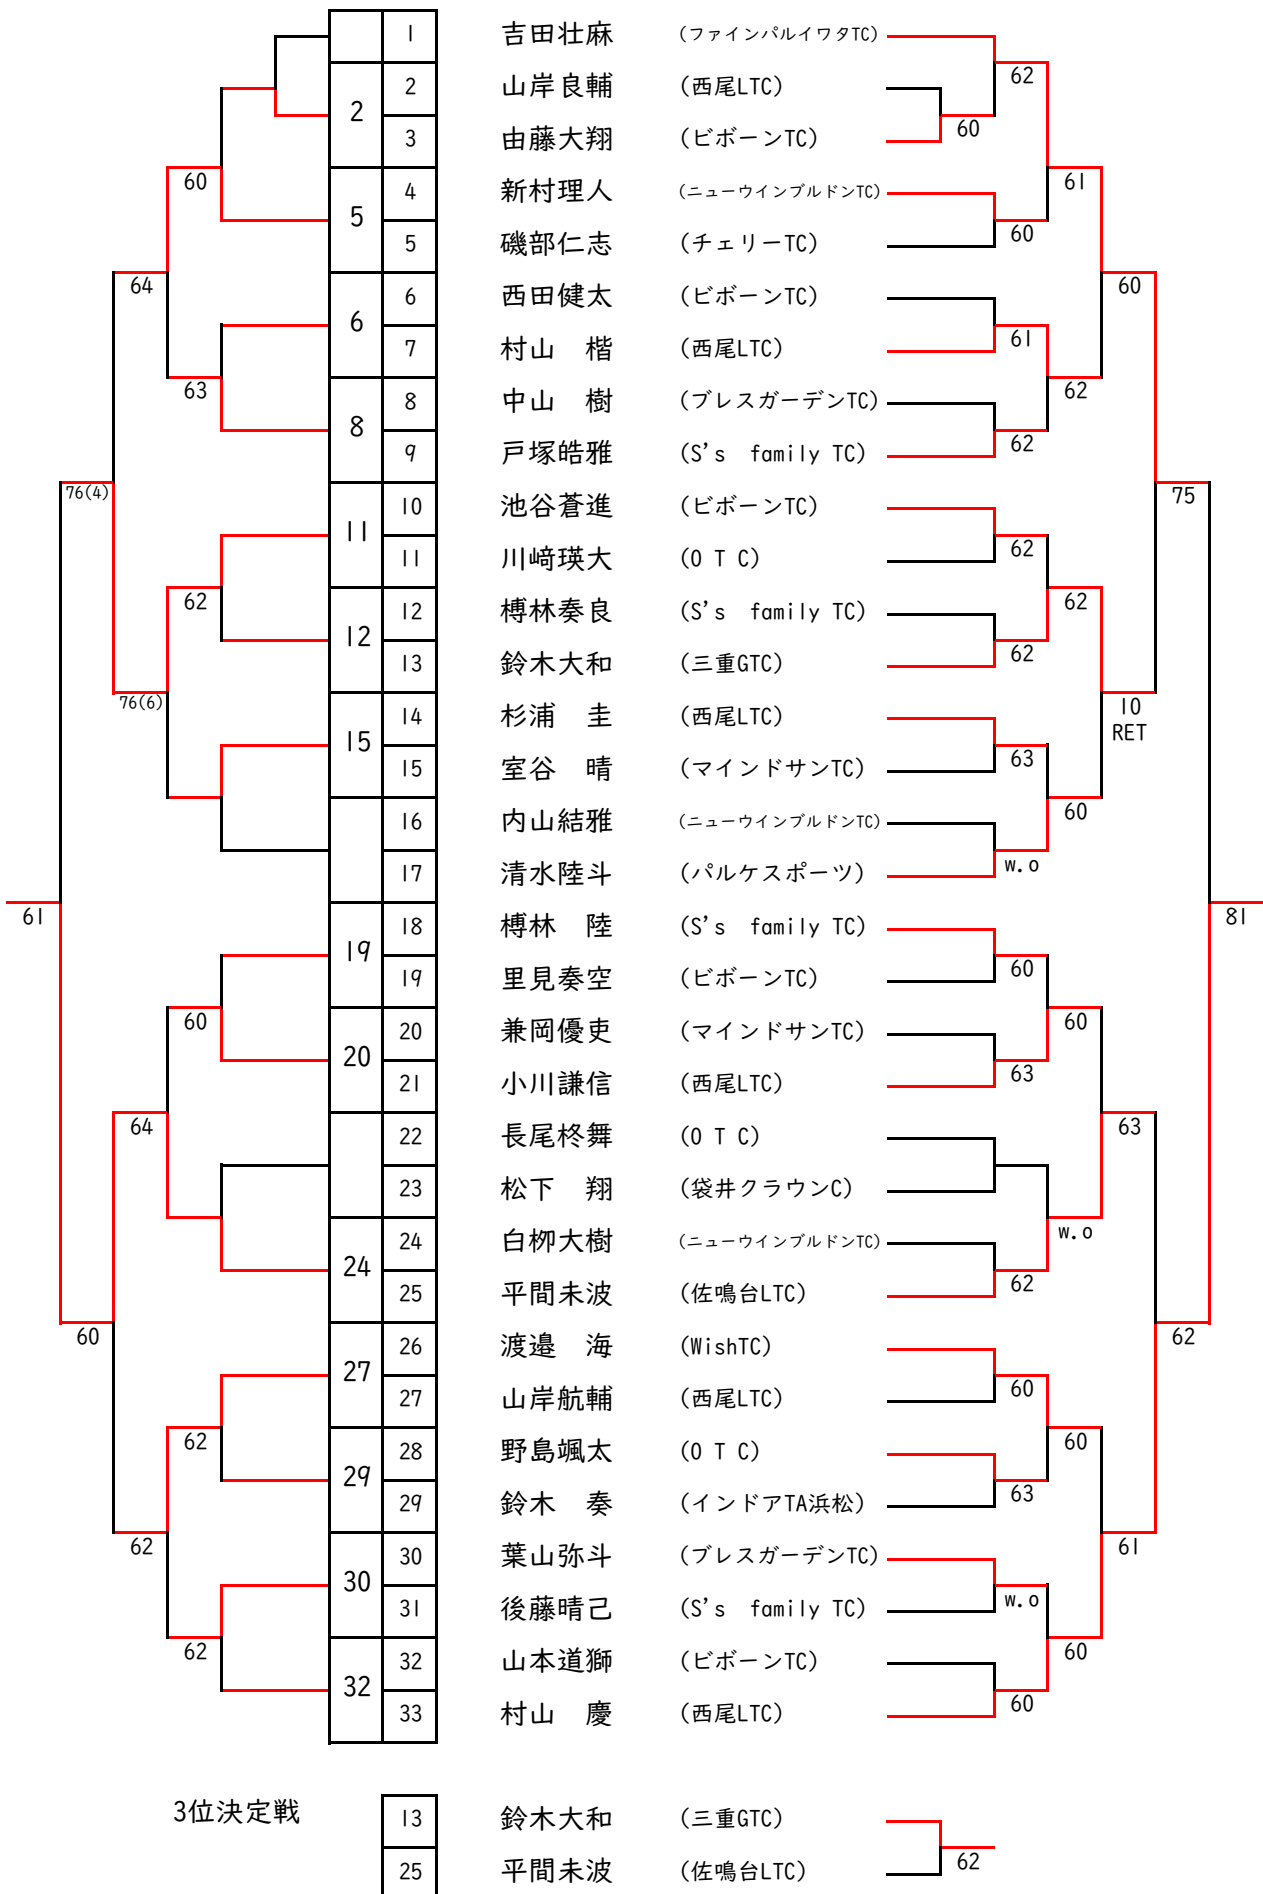 1 吉田壮麻 (ファインパルイワタTC)
2 山岸良輔 (西尾LTC) 62
2
3 由藤大翔 (ビボーンTC) 60
60 4 新村理人 (ニューウインブルドンTC) 61
5
5 磯部仁志 (チェリーTC) 60
64 6 西田健太 (ビボーンTC) 60
6
7 村山 楷 (西尾LTC) 61
63 8 中山 樹 (ブレスガーデンTC) 62
8
9 戸塚皓雅 (S's family TC) 62
76(4) 10 池谷蒼進 (ビボーンTC) 75
11
11 川﨑瑛大 (O T C) 62
62 12 榑林奏良 (S's family TC) 62
12
13 鈴木大和 (三重GTC) 62
76(6) 14 杉浦 圭 (西尾LTC) 10
RET
15
15 室谷 晴 (マインドサンTC) 63
16 内山結雅 (ニューウインブルドンTC) 60
17 清水陸斗 (パルケスポーツ) w.o
61 18 榑林 陸 (S's family TC) 81
19
19 里見奏空 (ビボーンTC) 60
60 20 兼岡優吏 (マインドサンTC) 60
20
21 小川謙信 (西尾LTC) 63
64 22 長尾柊舞 (O T C) 63
23 松下 翔 (袋井クラウンC)
24 白栁大樹 (ニューウインブルドンTC) w.o
24
25 平間未波 (佐鳴台LTC) 62
60 26 渡邉 海 (WishTC) 62
27
27 山岸航輔 (西尾LTC) 60
62 28 野島颯太 (O T C) 60
29
29 鈴木 奏 (インドアTA浜松) 63
62 30 葉山弥斗 (ブレスガーデンTC) 61
30
31 後藤晴己 (S's family TC) w.o
62 32 山本道獅 (ビボーンTC) 60
32
33 村山 慶 (西尾LTC) 60
3位決定戦 13 鈴木大和 (三重GTC)
25 平間未波 (佐鳴台LTC) 62